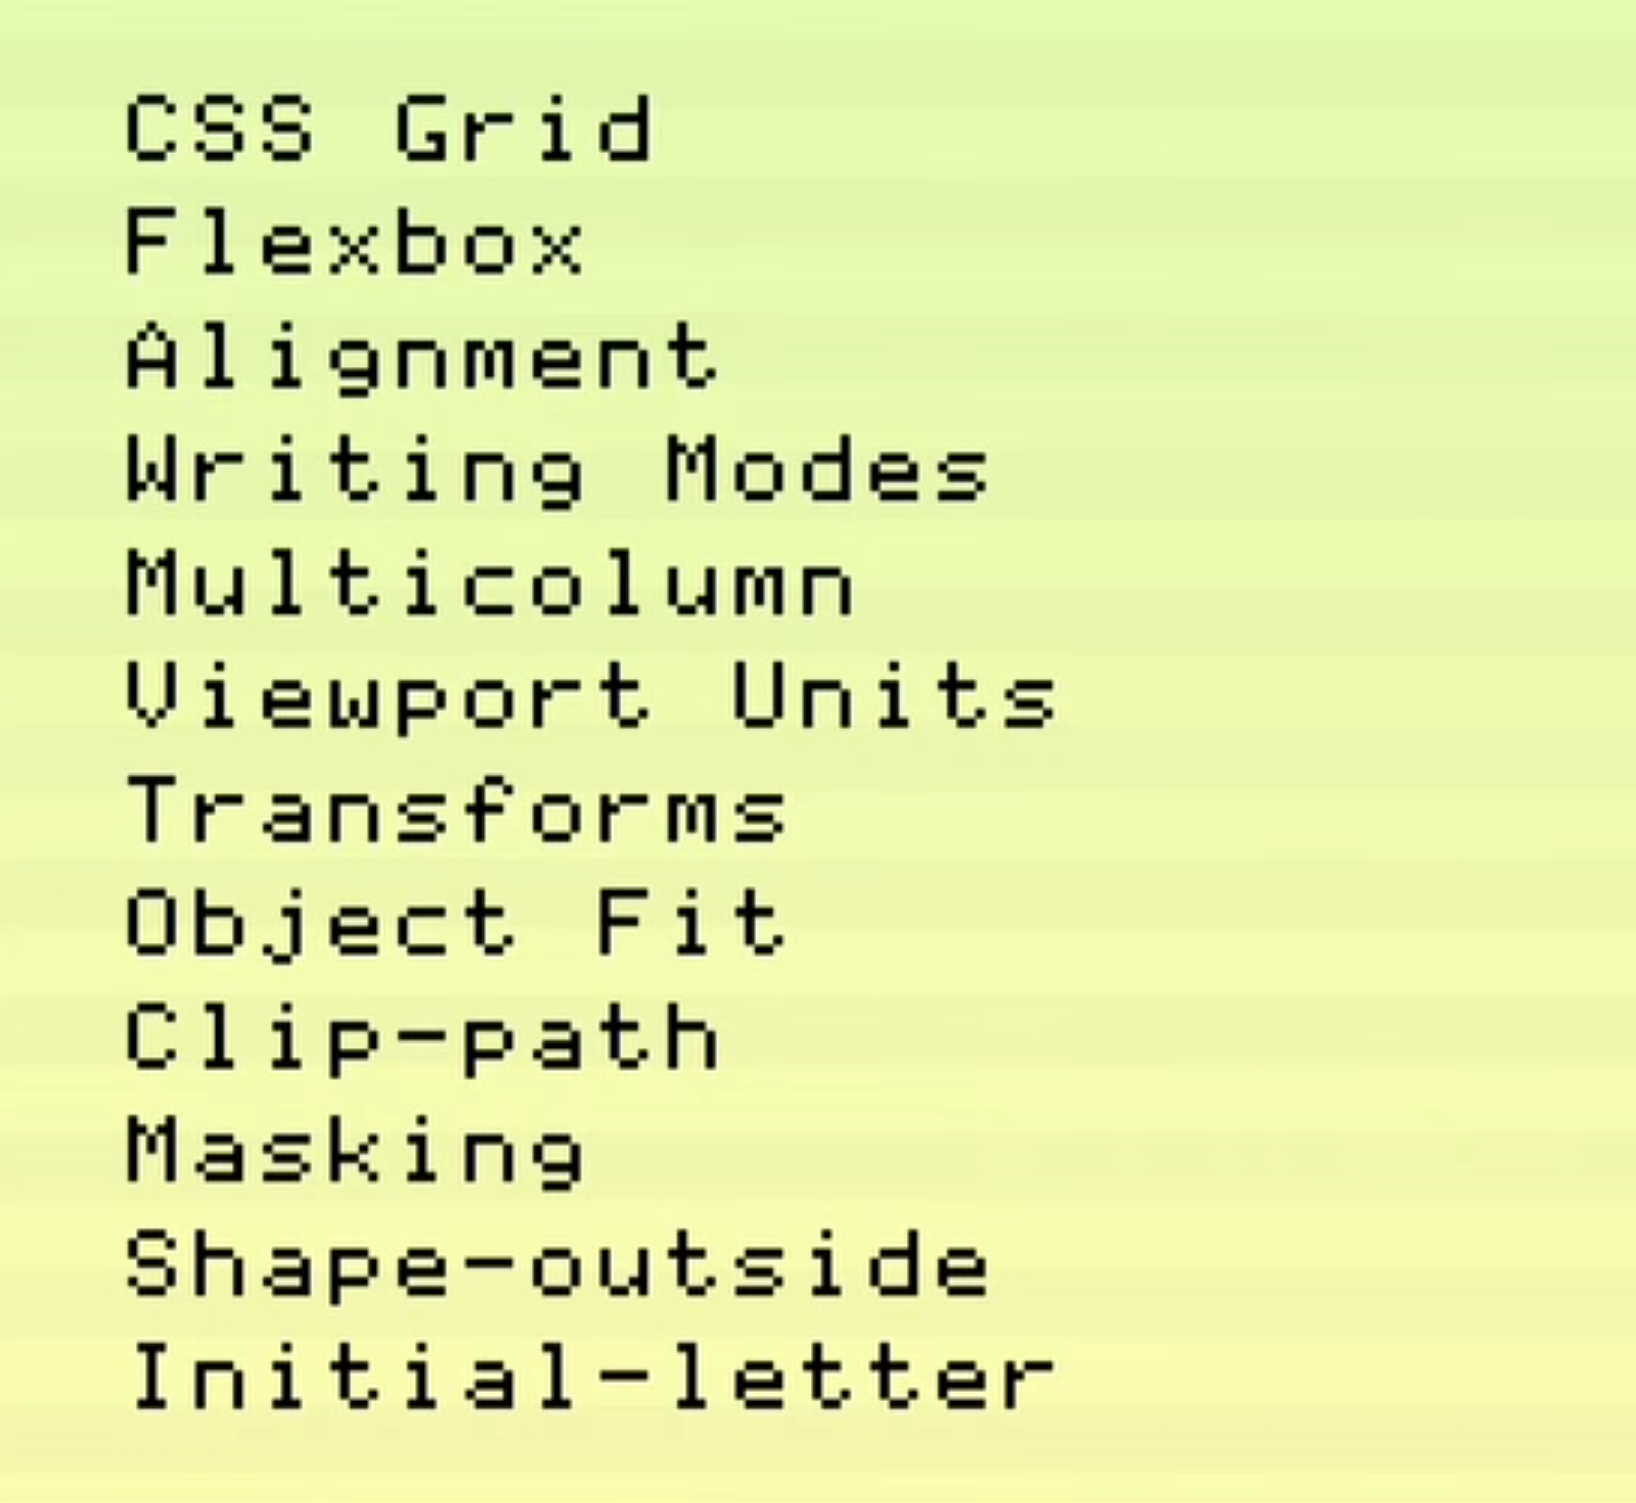 CSS Grid
Flexbox
Alignment
Writing Modes
Multicolumn
Viewport Units
Transforms
Object Fit
Clip-path
Masking
Shape-outside
Initial-letter